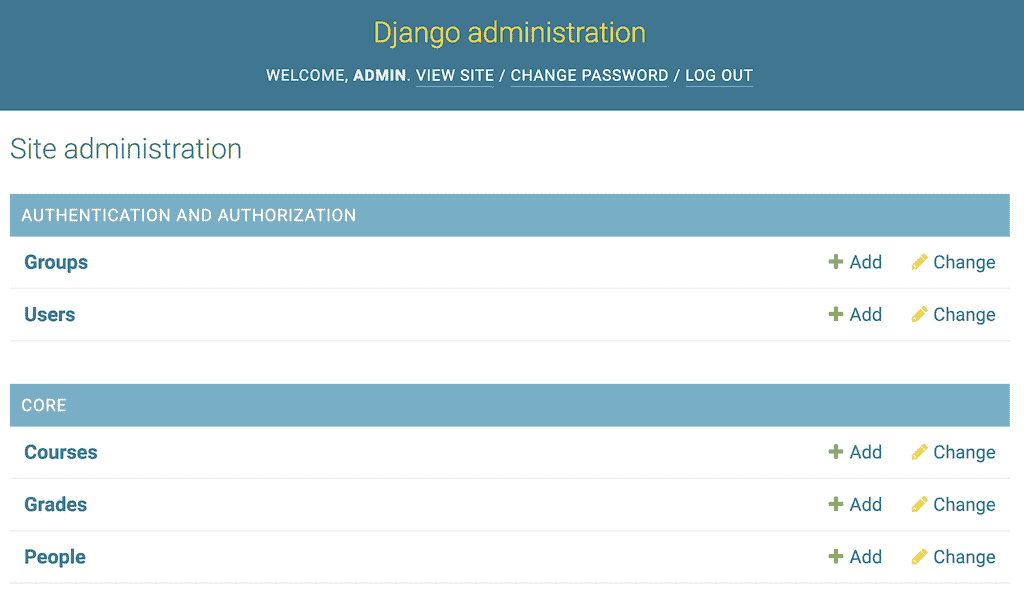 Django administration
WELCOME, ADMIN. VIEW SITE / CHANGE PASSWORD / LOG OUT
Site administration
AUTHENTICATION AND AUTHORIZATION
Groups Add Change
Users Add Change
CORE
Courses Add Change
Grades Add Change
People Add Change